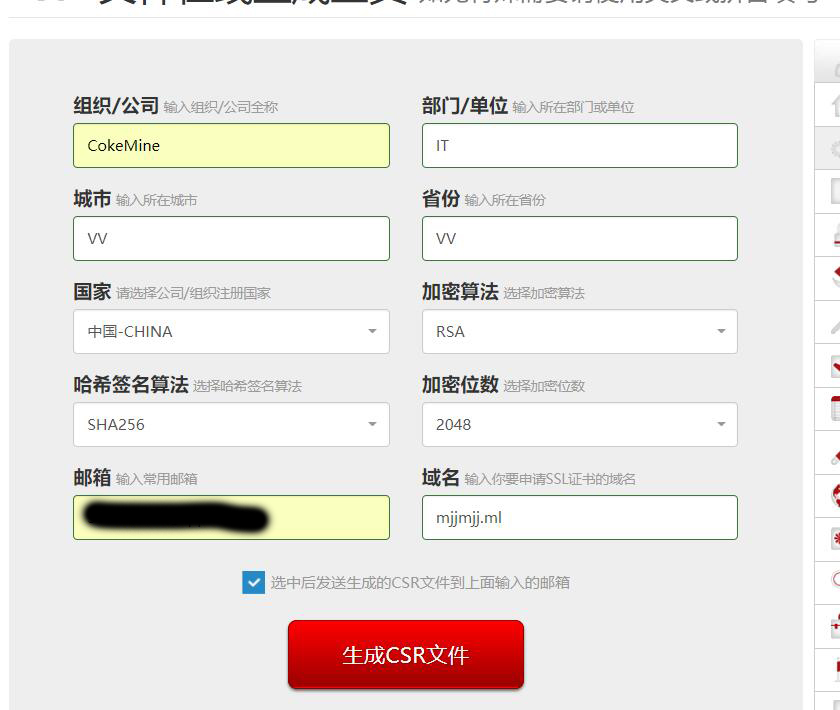 组织/公司 输入组织/公司全称
部门/单位 输入所在部门或单位
CokeMine
IT
城市 输入所在城市
省份 输入所在省份
VV
VV
国家 请选择公司/组织注册国家
加密算法 选择加密算法
中国-CHINA
RSA
哈希签名算法 选择哈希签名算法
加密位数 选择加密位数
SHA256
2048
邮箱 输入常用邮箱
域名 输入你要申请SSL证书的域名
mjjmjj.ml
选中后发送生成的CSR文件到上面输入的邮箱
生成CSR文件